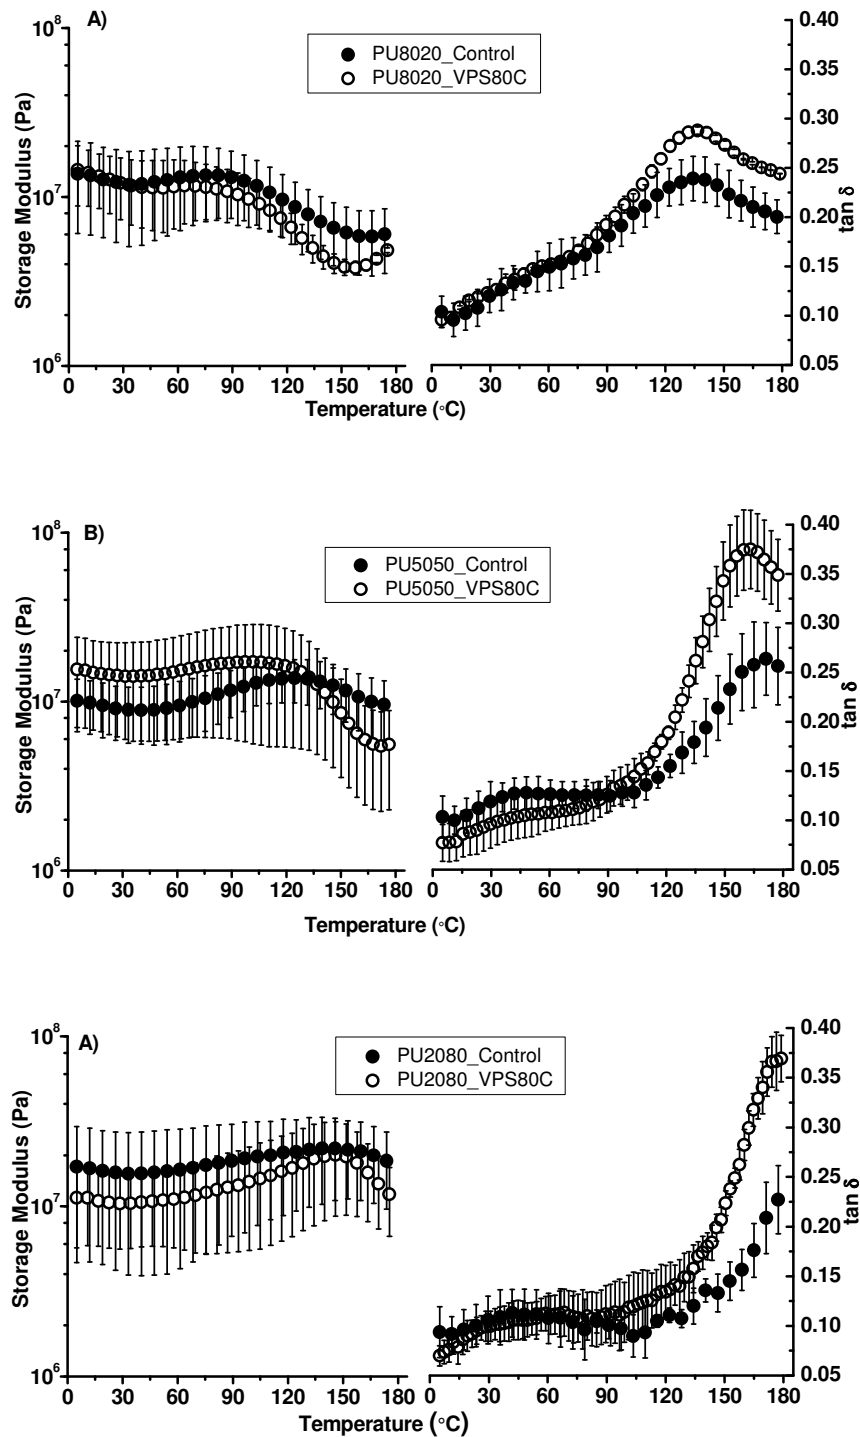 A)
PU8020_Control
PU8020_VPS80C
Storage Modulus (Pa)
10⁸
10⁷
10⁶
0 30 60 90 120 150 180
0.40
0.35
0.30
0.25
0.20
0.15
0.10
0.05
tan δ
0 30 60 90 120 150 180
Temperature (◦C)
B)
PU5050_Control
PU5050_VPS80C
Storage Modulus (Pa)
10⁸
10⁷
10⁶
0 30 60 90 120 150 180
0.40
0.35
0.30
0.25
0.20
0.15
0.10
0.05
tan δ
0 30 60 90 120 150 180
Temperature (◦C)
A)
PU2080_Control
PU2080_VPS80C
Storage Modulus (Pa)
10⁸
10⁷
10⁶
0 30 60 90 120 150 180
0.40
0.35
0.30
0.25
0.20
0.15
0.10
0.05
tan δ
0 30 60 90 120 150 180
Temperature (◦C)